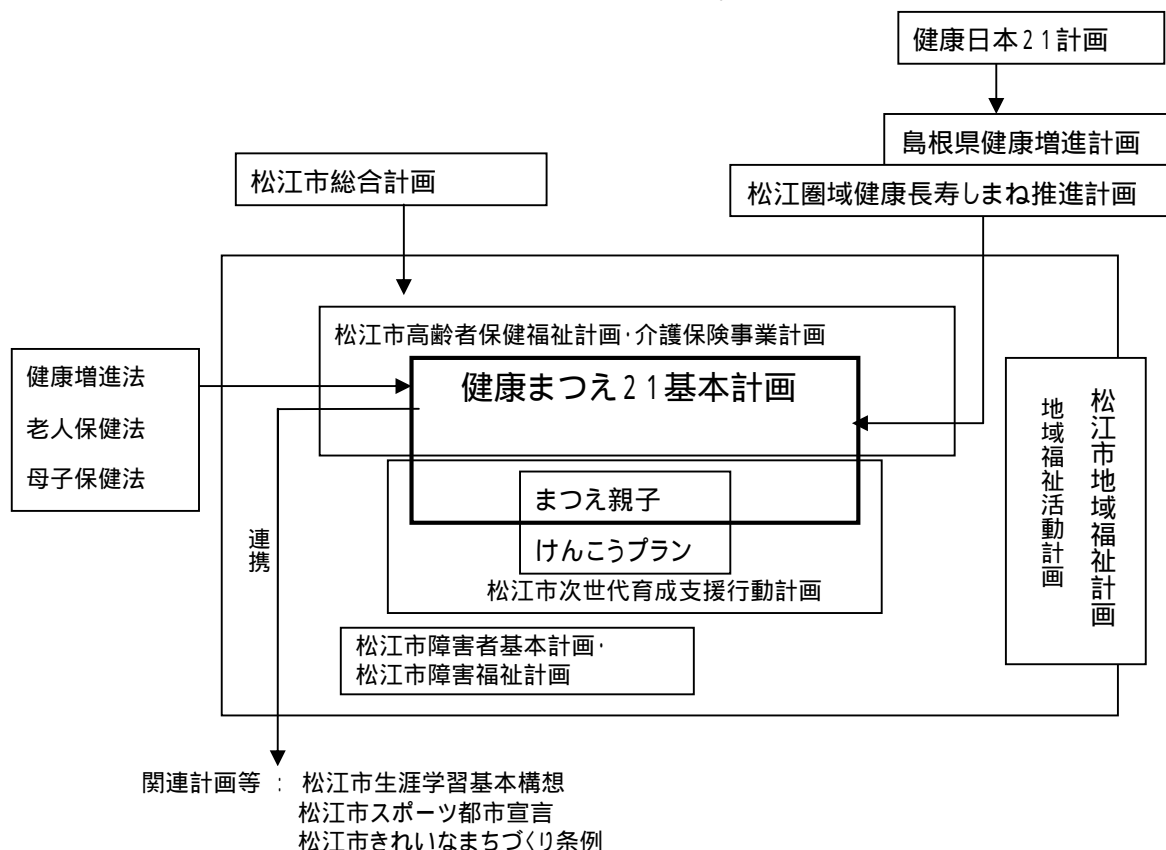 健康日本21計画
島根県健康増進計画
松江圏域健康長寿しまね推進計画
松江市総合計画
松江市高齢者保健福祉計画・介護保険事業計画
健康まつえ21基本計画
健康増進法
老人保健法
母子保健法
まつえ親子
けんこうプラン
松江市次世代育成支援行動計画
連携
松江市地域福祉計画
地域福祉活動計画
松江市障害者基本計画・
松江市障害福祉計画
関連計画等 : 松江市生涯学習基本構想
松江市スポーツ都市宣言
松江市きれいなまちづくり条例